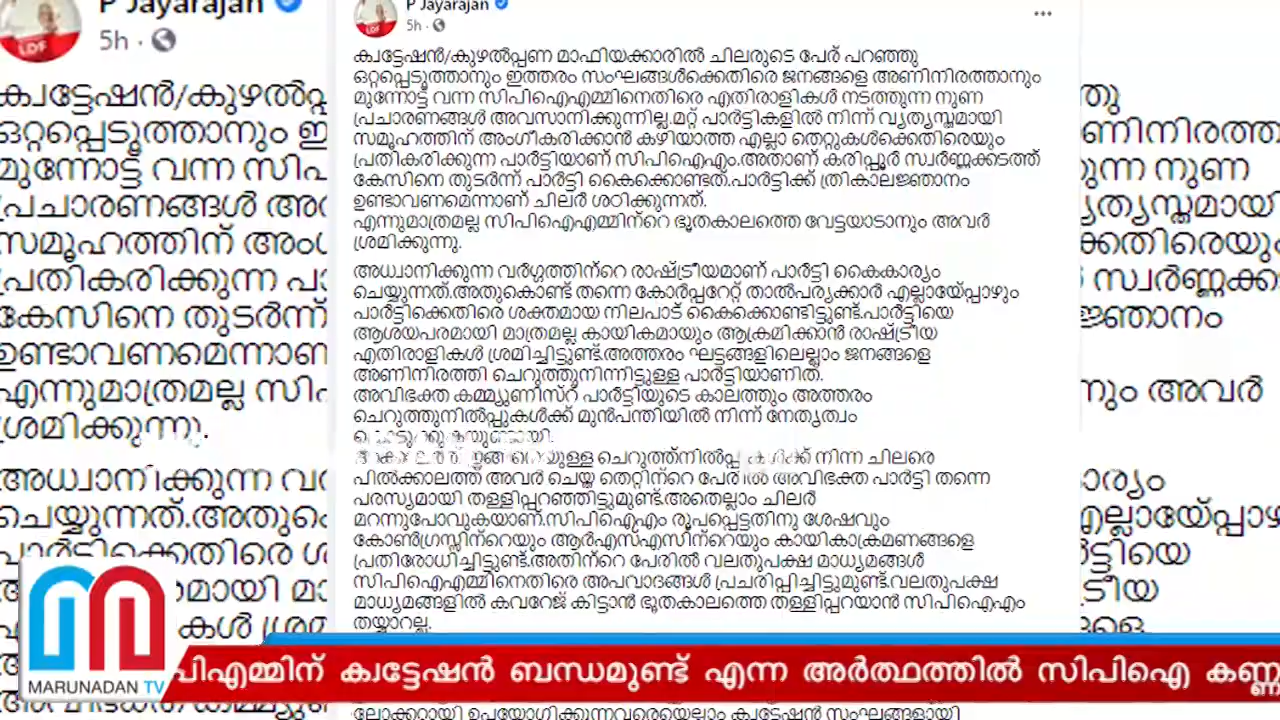 P Jayarajan
5h
ക്വട്ടേഷൻ/കുഴൽപ്പണ മാഫിയക്കാരിൽ ചിലരുടെ പേര് പറഞ്ഞു
ഒറ്റപ്പെടുത്താനും ഇത്തരം സംഘങ്ങൾക്കെതിരെ ജനങ്ങളെ അണിനിരത്താനും
മുന്നോട്ട് വന്ന സിപിഐഎമ്മിനെതിരെ എതിരാളികൾ നടത്തുന്ന നുണ
പ്രചാരണങ്ങൾ അവസാനിക്കുന്നില്ല.മറ്റ് പാർട്ടികളിൽ നിന്ന് വ്യത്യസ്തമായി
സമൂഹത്തിന് അംഗീകരിക്കാൻ കഴിയാത്ത എല്ലാ തെറ്റുകൾക്കെതിരെയും
പ്രതികരിക്കുന്ന പാർട്ടിയാണ് സിപിഐഎം.അതാണ് കരിപ്പൂർ സ്വർണ്ണക്കടത്ത്
കേസിനെ തുടർന്ന് പാർട്ടി കൈക്കൊണ്ടത്.പാർട്ടിക്ക് ത്രികാലജ്ഞാനം
ഉണ്ടാവണമെന്നാണ് ചിലർ ശഠിക്കുന്നത്.
എന്നുമാത്രമല്ല സിപിഐഎമ്മിന്റെ ഭൂതകാലത്തെ വേട്ടയാടാനും അവർ
ശ്രമിക്കുന്നു.
അധ്വാനിക്കുന്ന വർഗ്ഗത്തിന്റെ രാഷ്ട്രീയമാണ് പാർട്ടി കൈകാര്യം
ചെയ്യുന്നത്.അതുകൊണ്ട് തന്നെ കോർപ്പറേറ്റ് താൽപര്യക്കാർ എല്ലായ്പ്പോഴും
പാർട്ടിക്കെതിരെ ശക്തമായ നിലപാട് കൈക്കൊണ്ടിട്ടുണ്ട്.പാർട്ടിയെ
ആശയപരമായി മാത്രമല്ല കായികമായും ആക്രമിക്കാൻ രാഷ്ട്രീയ
എതിരാളികൾ ശ്രമിച്ചിട്ടുണ്ട്.അത്തരം ഘട്ടങ്ങളിലെല്ലാം ജനങ്ങളെ
അണിനിരത്തി ചെറുത്തുനിന്നിട്ടുള്ള പാർട്ടിയാണിത്.
അവിഭക്ത കമ്മ്യൂണിസ്റ്റ് പാർട്ടിയുടെ കാലത്തും അത്തരം
ചെറുത്തുനിൽപ്പുകൾക്ക് മുൻപന്തിയിൽ നിന്ന് നേതൃത്വം
ചെറുത്ത്നിൽപ്പുകൾക്ക് നിന്ന ചിലരെ
പിൽക്കാലത്ത് അവർ ചെയ്ത തെറ്റിന്റെ പേരിൽ അവിഭക്ത പാർട്ടി തന്നെ
പരസ്യമായി തള്ളിപ്പറഞ്ഞിട്ടുമുണ്ട്.അതെല്ലാം ചിലർ
മറന്നുപോവുകയാണ്.സിപിഐഎം രൂപപ്പെട്ടതിനു ശേഷവും
കോൺഗ്രസ്സിന്റെയും ആർഎസ്എസിന്റെയും കായികാക്രമണങ്ങളെ
പ്രതിരോധിച്ചിട്ടുണ്ട്.അതിന്റെ പേരിൽ വലതുപക്ഷ മാധ്യമങ്ങൾ
സിപിഐഎമ്മിനെതിരെ അപവാദങ്ങൾ പ്രചരിപ്പിച്ചിട്ടുമുണ്ട്.വലതുപക്ഷ
മാധ്യമങ്ങളിൽ കവറേജ് കിട്ടാൻ ഭൂതകാലത്തെ തള്ളിപ്പറയാൻ സിപിഐഎം
തയ്യാറല്ല.
MARUNADAN TV
പിഎമ്മിന് ക്വട്ടേഷൻ ബന്ധമുണ്ട് എന്ന അർത്ഥത്തിൽ സിപിഐ